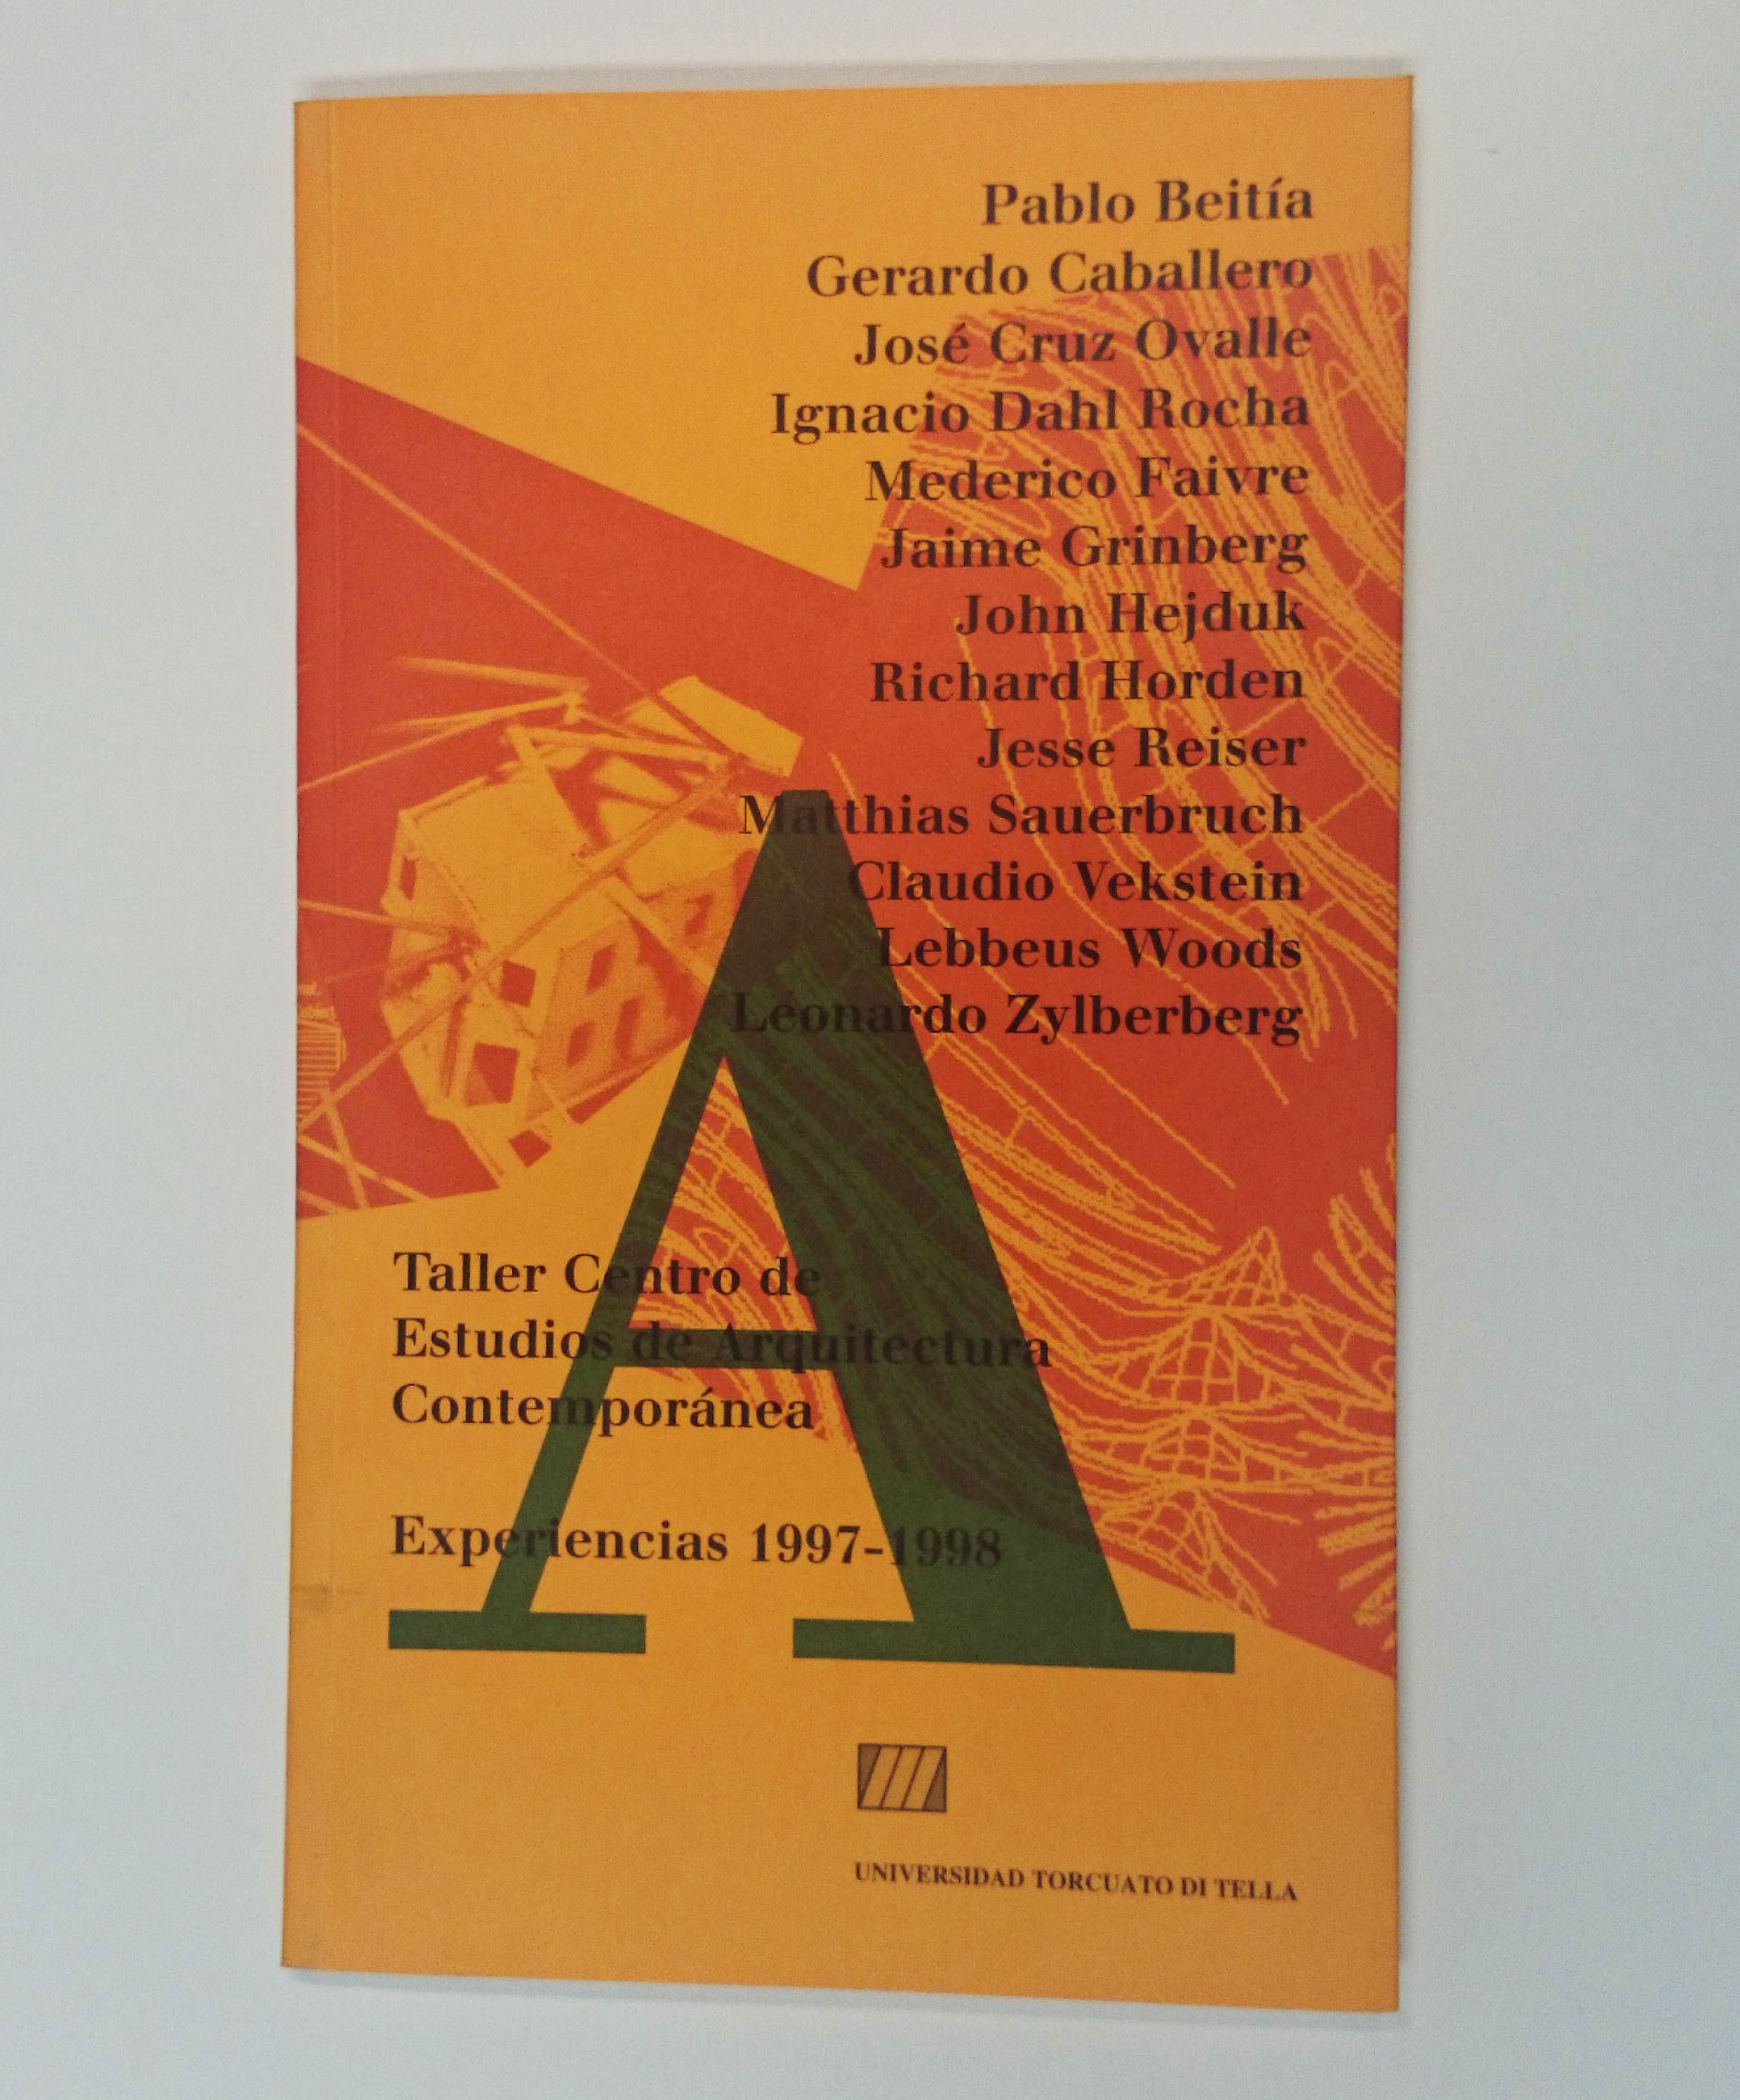 Pablo Beitía
Gerardo Caballero
José Cruz Ovalle
Ignacio Dahl Rocha
Mederico Faivre
Jaime Grinberg
John Hejduk
Richard Horden
Jesse Reiser
Matthias Sauerbruch
Claudio Vekstein
Lebbeus Woods
Leonardo Zylberberg
A
Taller Centro de
Estudios de Arquitectura
Contemporánea
Experiencias 1997-1998
UNIVERSIDAD TORCUATO DI TELLA